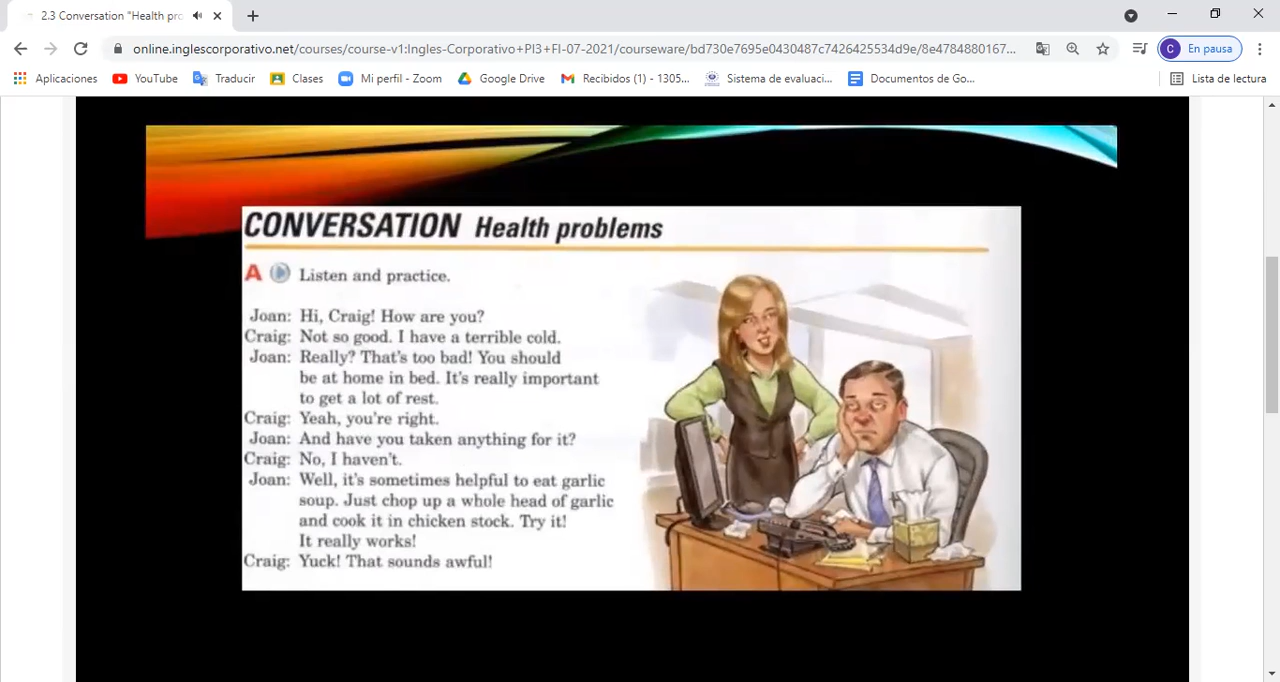 2.3 Conversation "Health pro
online.inglescorporativo.net/courses/course-v1:Ingles-Corporativo+PI3+FI-07-2021/courseware/bd730e7695e0430487c7426425534d9e/8e4784880167...
C En pausa
Aplicaciones YouTube Traducir Clases Mi perfil - Zoom Google Drive Recibidos (1) - 1305... Sistema de evaluaci... Documentos de Go... Lista de lectura
CONVERSATION Health problems
A Listen and practice.
Joan: Hi, Craig! How are you?
Craig: Not so good. I have a terrible cold.
Joan: Really? That's too bad! You should
be at home in bed. It's really important
to get a lot of rest.
Craig: Yeah, you're right.
Joan: And have you taken anything for it?
Craig: No, I haven't.
Joan: Well, it's sometimes helpful to eat garlic
soup. Just chop up a whole head of garlic
and cook it in chicken stock. Try it!
It really works!
Craig: Yuck! That sounds awful!